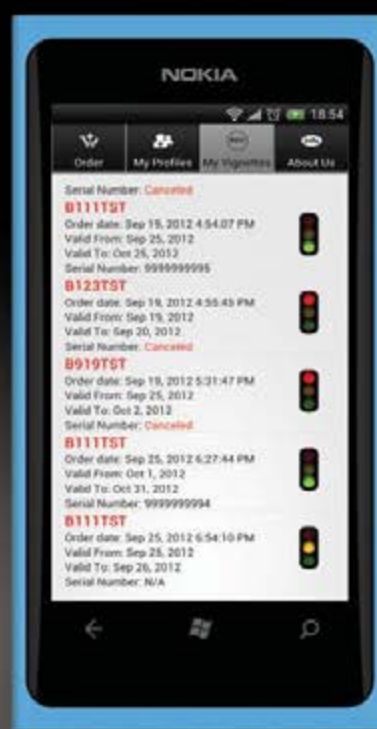 NOKIA
18:54
Order
My Profiles
My Vignettes
About Us
Serial Number: Canceled
B111TST
Order date: Sep 19, 2012 4:54:07 PM
Valid From: Sep 25, 2012
Valid To: Oct 25, 2012
Serial Number: 9999999995
B123TST
Order date: Sep 19, 2012 4:55:45 PM
Valid From: Sep 19, 2012
Valid To: Sep 20, 2012
Serial Number: Canceled
B919TST
Order date: Sep 19, 2012 5:31:47 PM
Valid From: Sep 25, 2012
Valid To: Oct 2, 2012
Serial Number: Canceled
B111TST
Order date: Sep 25, 2012 6:27:44 PM
Valid From: Oct 1, 2012
Valid To: Oct 31, 2012
Serial Number: 9999999994
B111TST
Order date: Sep 25, 2012 6:54:10 PM
Valid From: Sep 25, 2012
Valid To: Sep 26, 2012
Serial Number: N/A